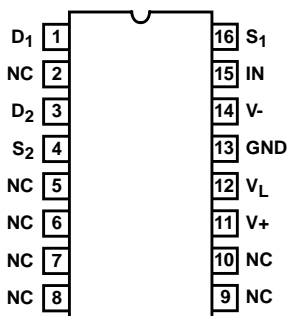 D1 1 16 S1
NC 2 15 IN
D2 3 14 V-
S2 4 13 GND
NC 5 12 VL
NC 6 11 V+
NC 7 10 NC
NC 8 9 NC